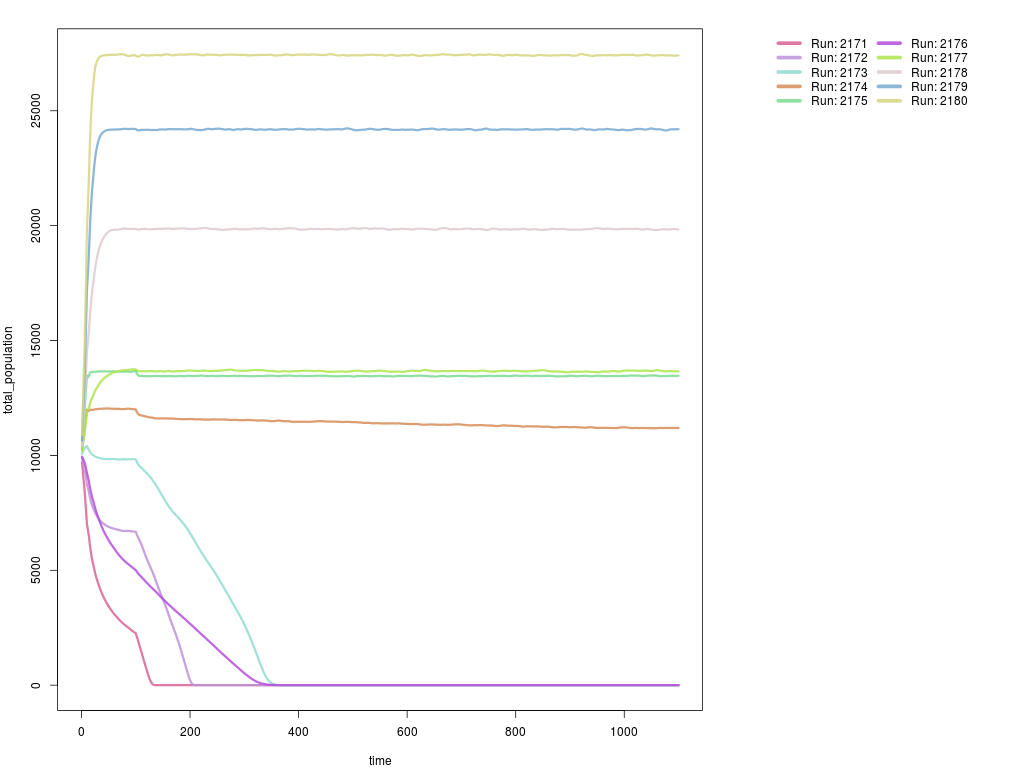 Run: 2171
Run: 2172
Run: 2173
Run: 2174
Run: 2175
Run: 2176
Run: 2177
Run: 2178
Run: 2179
Run: 2180
total_population
25000
20000
15000
10000
5000
0
0 200 400 600 800 1000
time